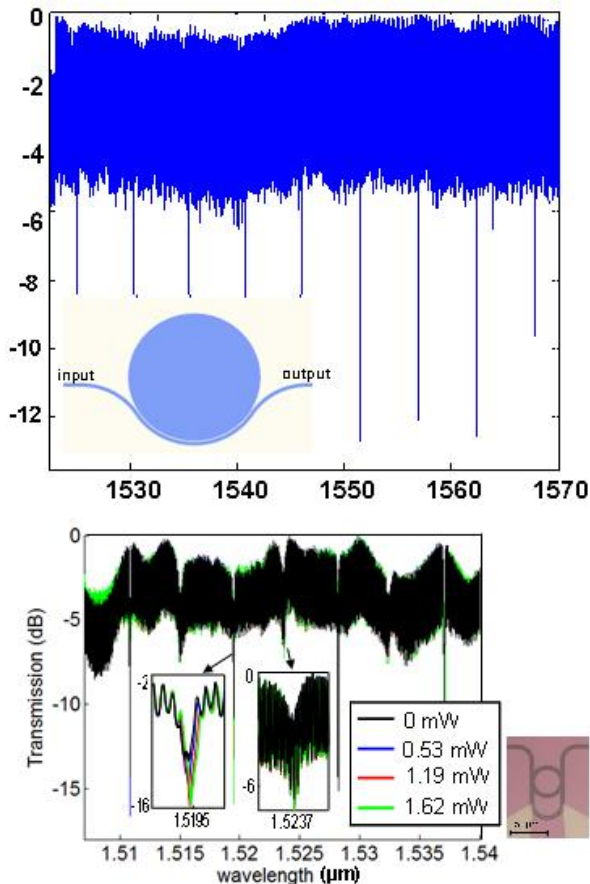 0
-2
-4
-6
-8
-10
-12
input
output
1530 1540 1550 1560 1570
Transmission (dB)
0
-5
-10
-15
-2
-16
1.5195
0
-6
1.5237
0 mW
0.53 mW
1.19 mW
1.62 mW
1.51 1.515 1.52 1.525 1.53 1.535 1.54
wavelength (µm)